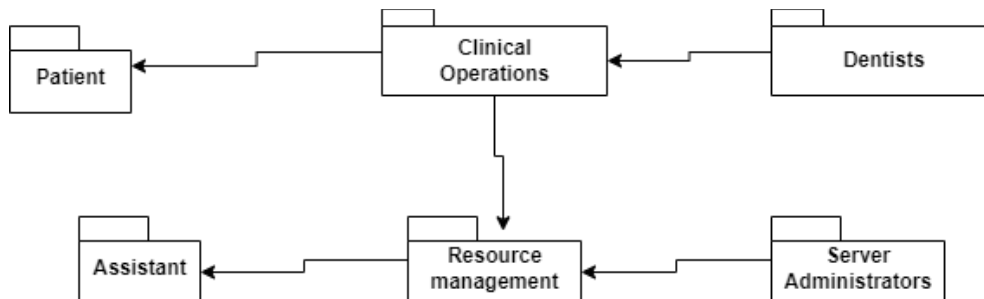 Patient
Clinical
Operations
Dentists
Assistant
Resource
management
Server
Administrators